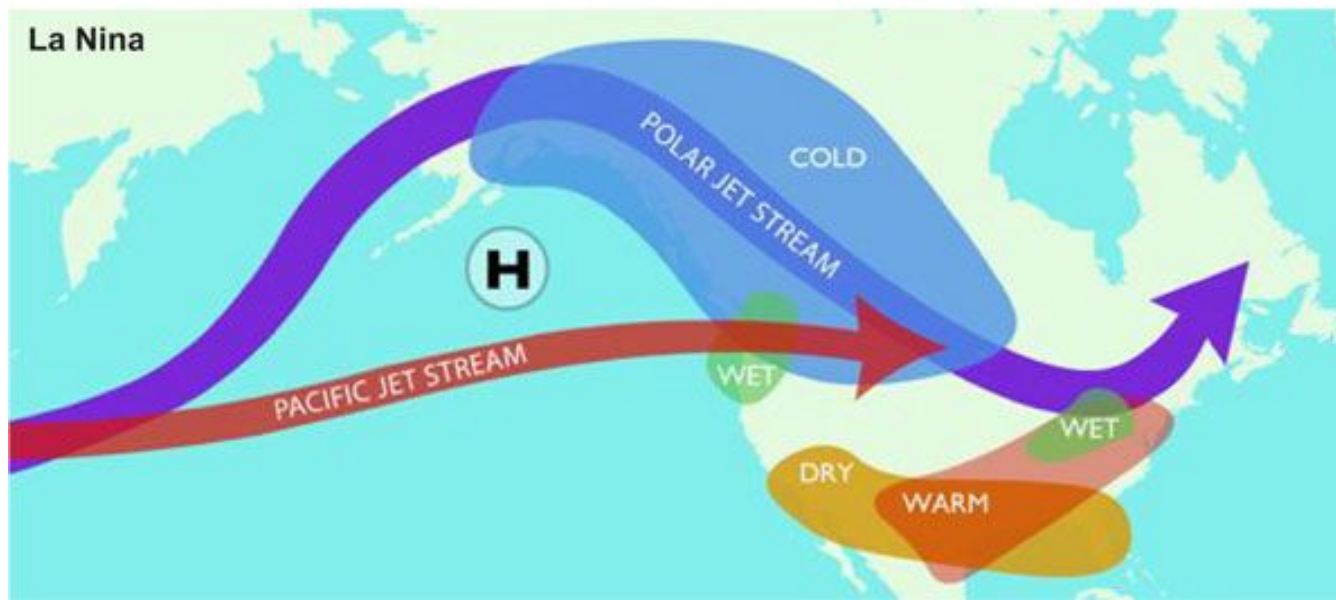 La Nina
POLAR JET STREAM
COLD
H
PACIFIC JET STREAM
WET
WET
DRY
WARM